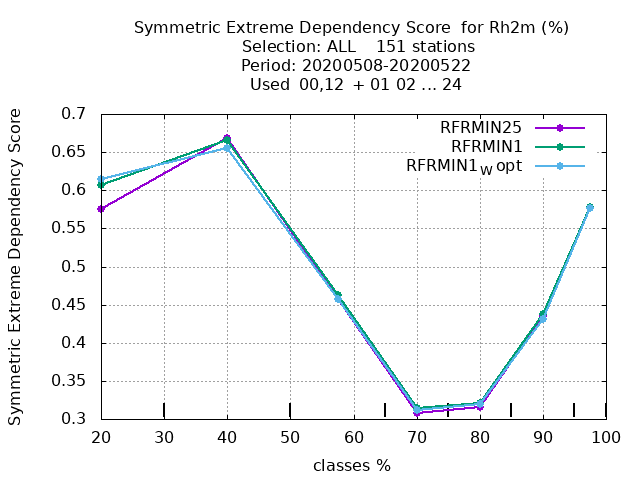 Symmetric Extreme Dependency Score for Rh2m (%)
Selection: ALL 151 stations
Period: 20200508-20200522
Used 00,12 + 01 02 ... 24
Symmetric Extreme Dependency Score
0.7
0.65
0.6
0.55
0.5
0.45
0.4
0.35
0.3
RFRMIN25
RFRMIN1
RFRMIN1W opt
20 30 40 50 60 70 80 90 100
classes %